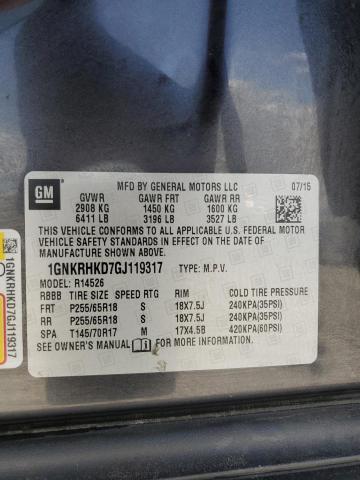 GM
MFD BY GENERAL MOTORS LLC 07/15
GVWR GAWR FRT GAWR RR
2908 KG 1450 KG 1600 KG
6411 LB 3196 LB 3527 LB
THIS VEHICLE CONFORMS TO ALL
APPLICABLE U.S. FEDERAL MOTOR
VEHICLE SAFETY STANDARDS IN
EFFECT ON THE DATE
OF MANUFACTURE SHOWN ABOVE.
1GNKRHKD7GJ119317 TYPE: M.P.V.
MODEL: R14526
RBBB TIRE SIZE SPEED RTG RIM COLD TIRE PRESSURE
FRT P255/65R18 S 18X7.5J 240KPA(35PSI)
RR P255/65R18 S 18X7.5J 240KPA(35PSI)
SPA T145/70R17 M 17X4.5B 420KPA(60PSI)
SEE OWNER'S MANUAL FOR MORE INFORMATION.
1GNKRHKD7GJ119317